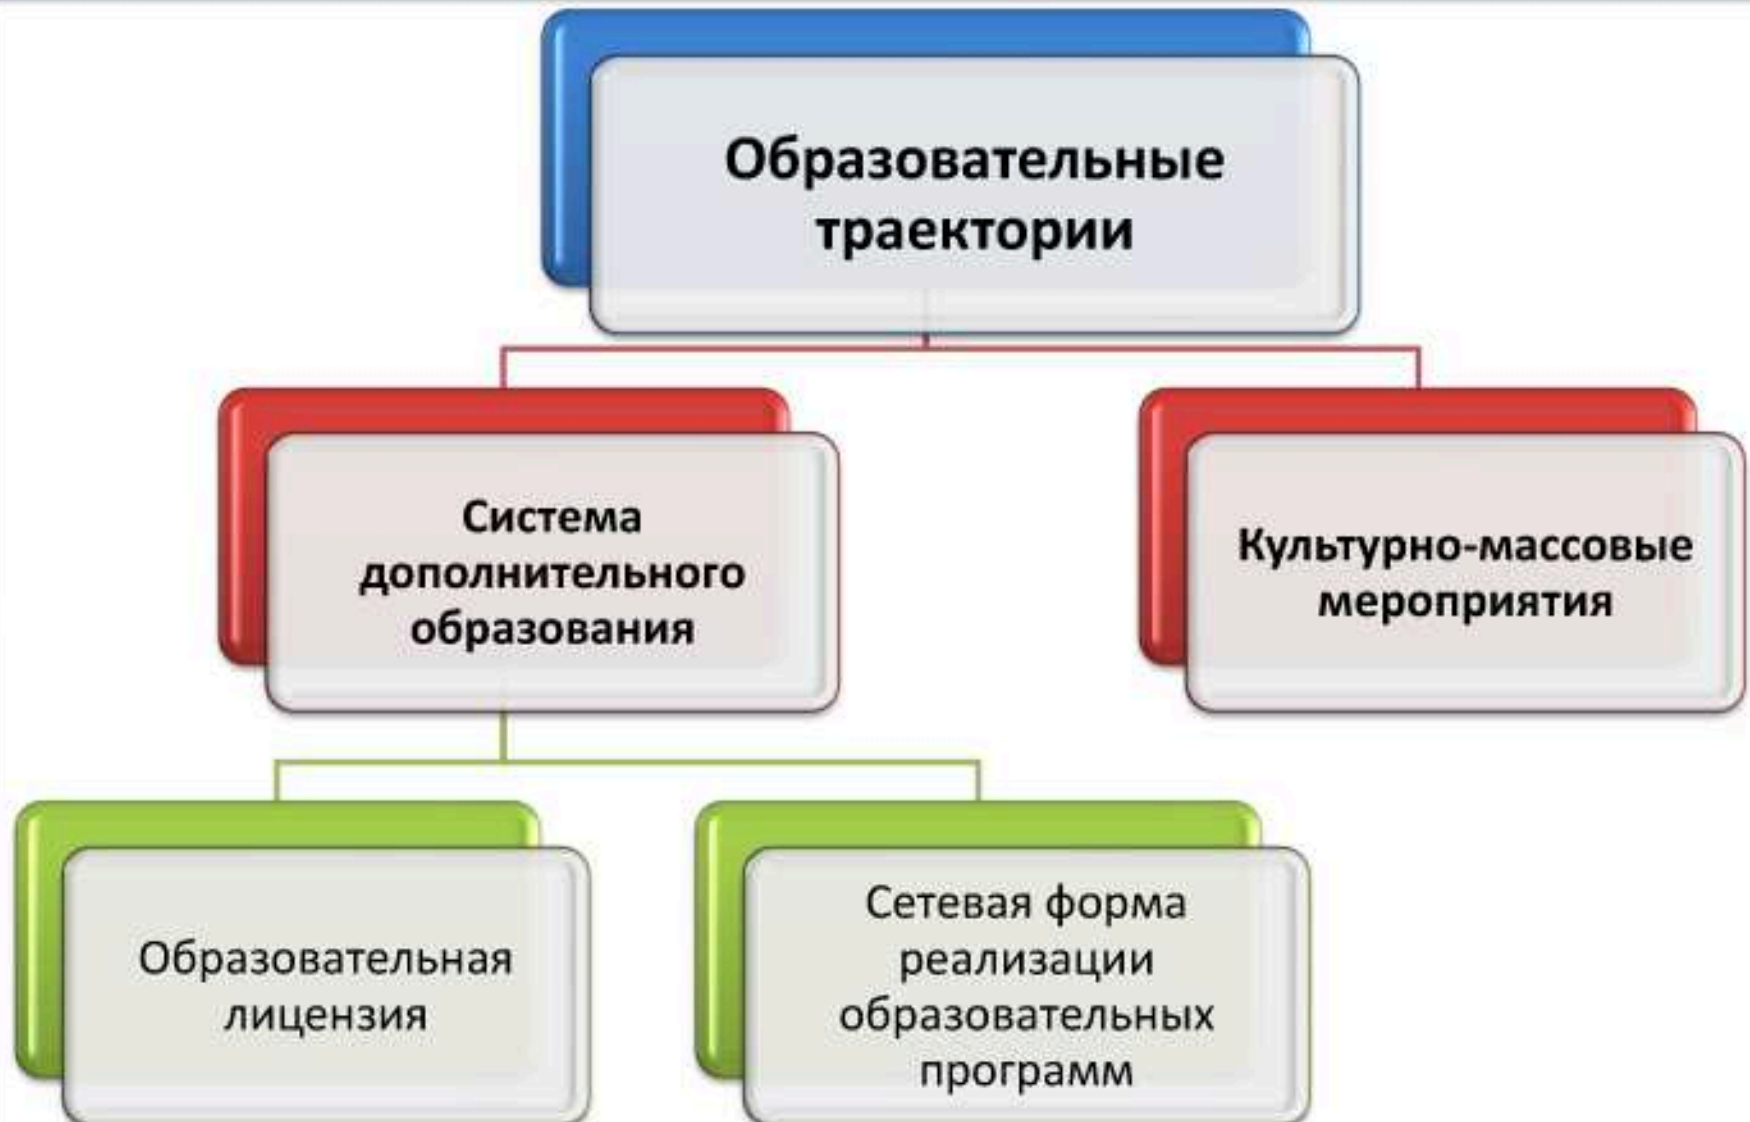 Образовательные
траектории
Система
дополнительного
образования
Культурно-массовые
мероприятия
Образовательная
лицензия
Сетевая форма
реализации
образовательных
программ